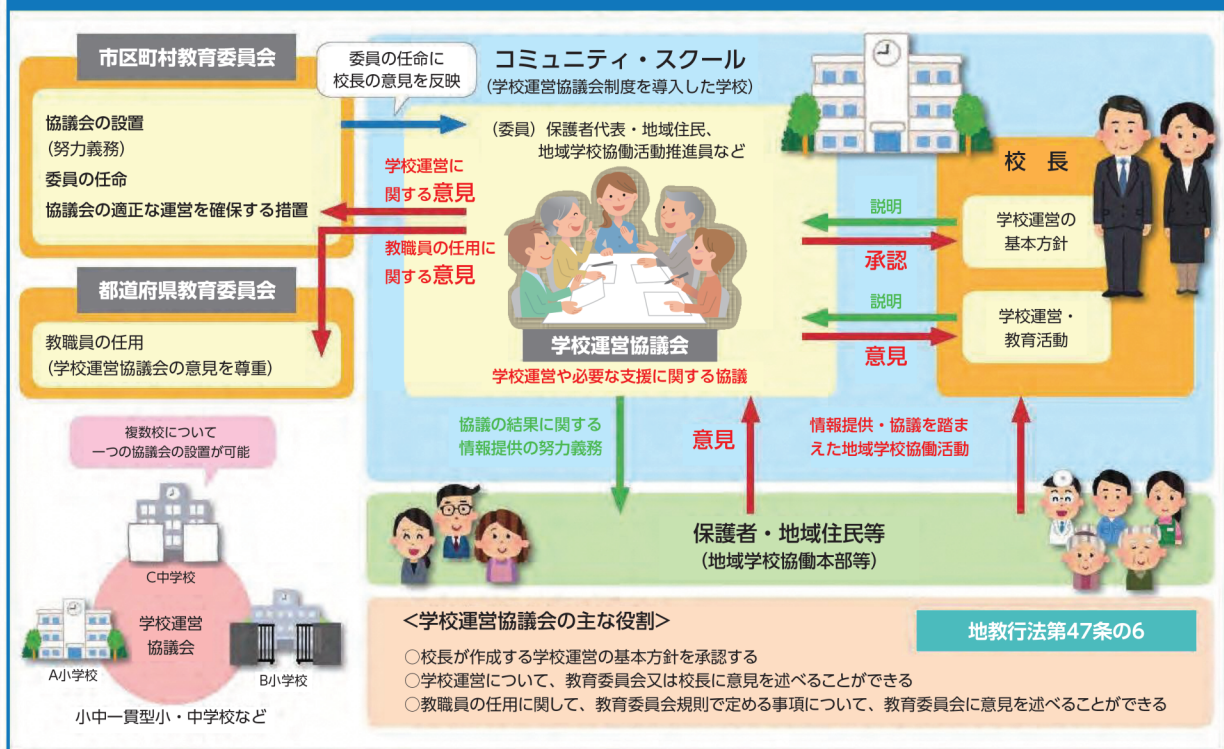 市区町村教育委員会
協議会の設置
(努力義務)
委員の任命
協議会の適正な運営を確保する措置
委員の任命に
校長の意見を反映
コミュニティ・スクール
(学校運営協議会制度を導入した学校)
(委員)保護者代表・地域住民、
地域学校協働活動推進員など
学校運営に
関する意見
教職員の任用に
関する意見
学校運営協議会
学校運営や必要な支援に関する協議
校 長
説明
承認
学校運営の
基本方針
説明
意見
学校運営・
教育活動
都道府県教育委員会
教職員の任用
(学校運営協議会の意見を尊重)
協議の結果に関する
情報提供の努力義務
意見
情報提供・協議を踏ま
えた地域学校協働活動
保護者・地域住民等
(地域学校協働本部等)
複数校について
一つの協議会の設置が可能
C中学校
学校運営
協議会
A小学校
B小学校
小中一貫型小・中学校など
<学校運営協議会の主な役割>
地教行法第47条の6
○校長が作成する学校運営の基本方針を承認する
○学校運営について、教育委員会又は校長に意見を述べることができる
○教職員の任用に関して、教育委員会規則で定める事項について、教育委員会に意見を述べることができる